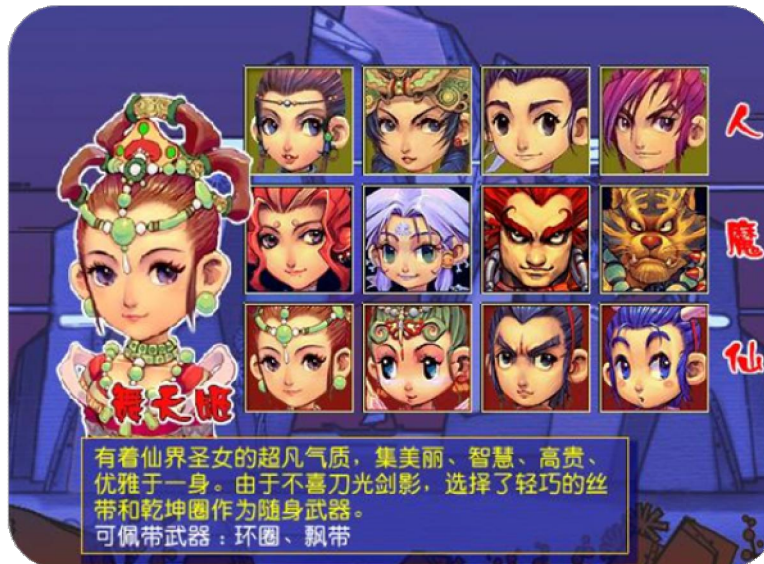 人
魔
仙
舞天姬
有着仙界圣女的超凡气质，集美丽、智慧、高贵、
优雅于一身。由于不喜刀光剑影，选择了轻巧的丝
带和乾坤圈作为随身武器。
可佩带武器：环圈、飘带